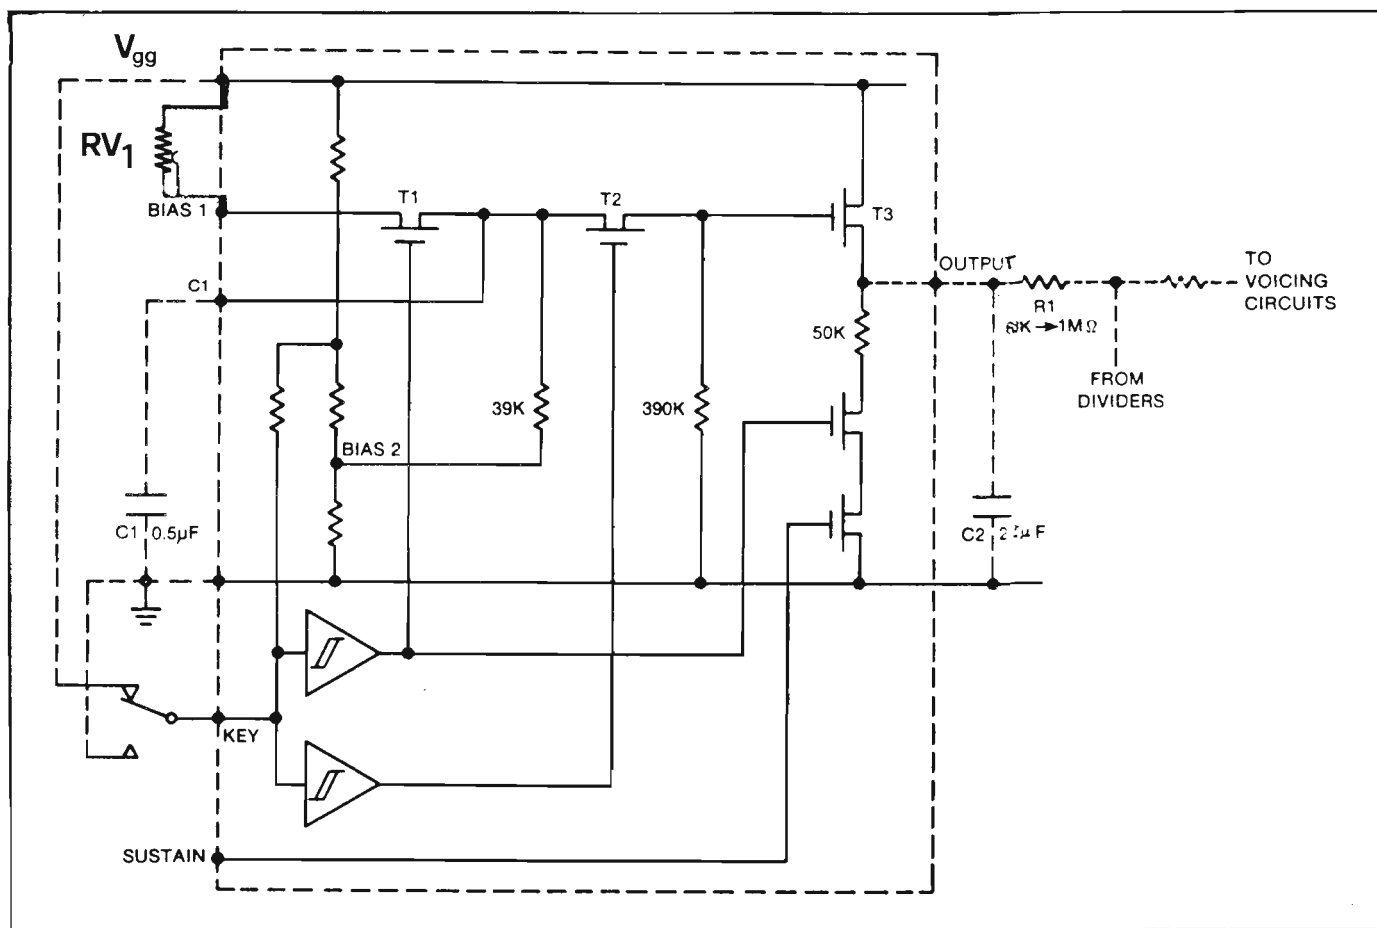 Vgg
RV1
BIAS 1
T1
T2
T3
C1
OUTPUT
TO
VOICING
CIRCUITS
R1
→1MΩ
50K
FROM
DIVIDERS
39K
390K
BIAS 2
C1 0.5µF
C2
KEY
SUSTAIN